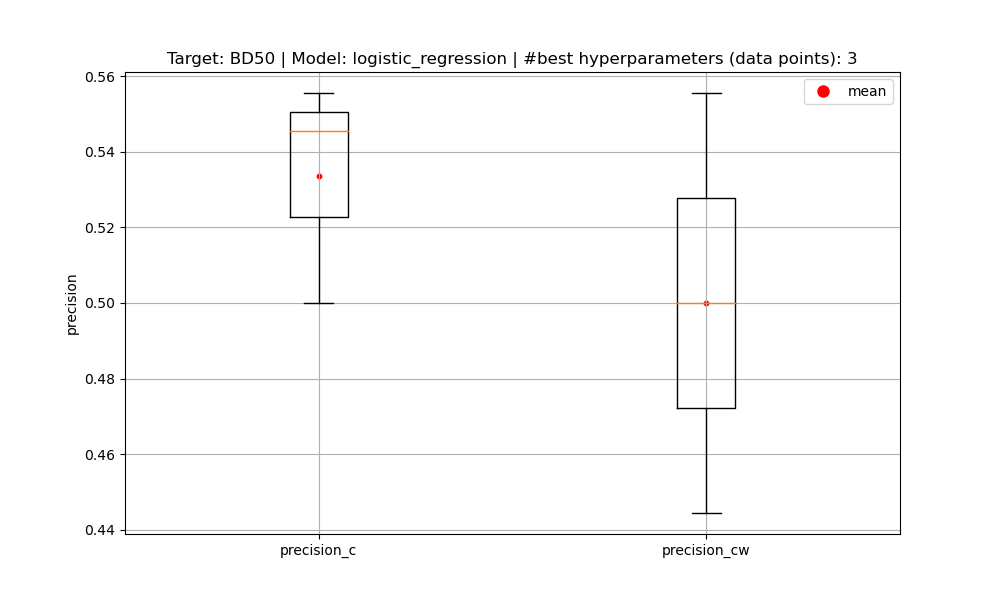 Target: BD50 | Model: logistic_regression | #best hyperparameters (data points): 3
mean
0.56
0.54
0.52
0.50
0.48
0.46
0.44
precision
precision_c
precision_cw